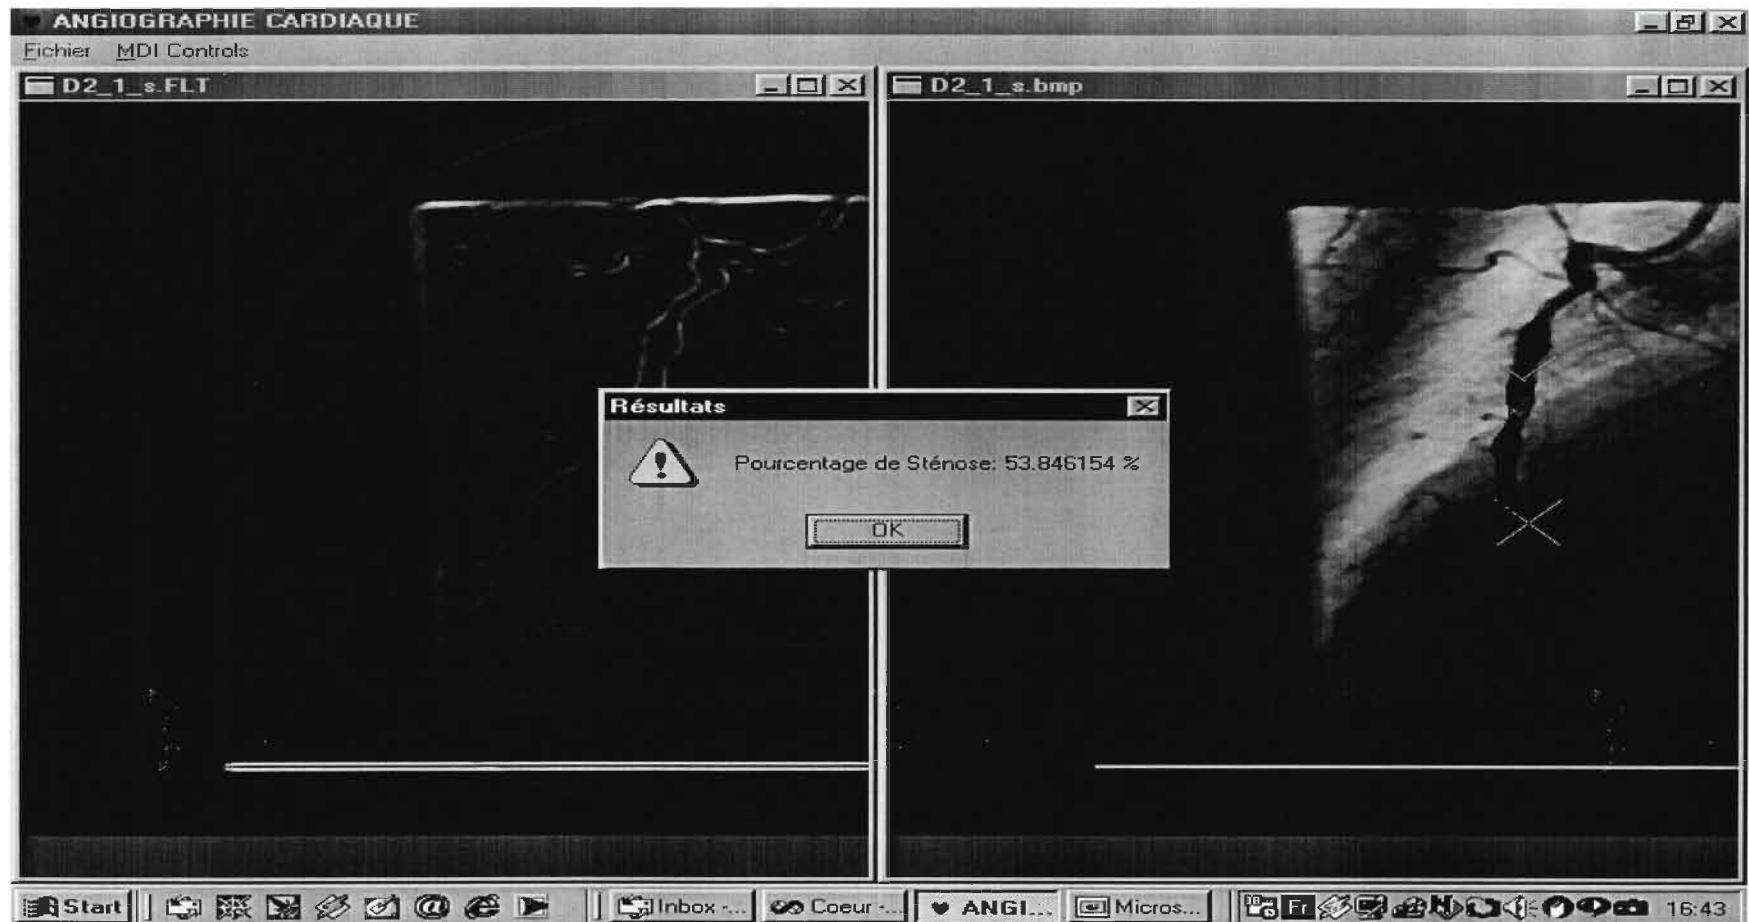 ANGIOGRAPHIE CARDIAQUE
Fichier MDI Controls
D2_1_s.FLT
D2_1_s.bmp
Résultats
Pourcentage de Sténose: 53.846154 %
OK
Start Inbox -... Coeur -... ANGI... Micros... Fr 16:43